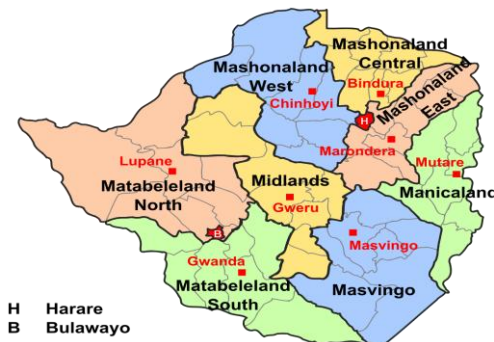 Mashonaland
Central
Bindura
Mashonaland
West
Chinhoyi
Mashonaland
East
H
Marondera
Lupane
Matabeleland
North
Midlands
Gweru
Mutare
Manicaland
B
Masvingo
Gwanda
Matabeleland
South
Masvingo
H Harare
B Bulawayo